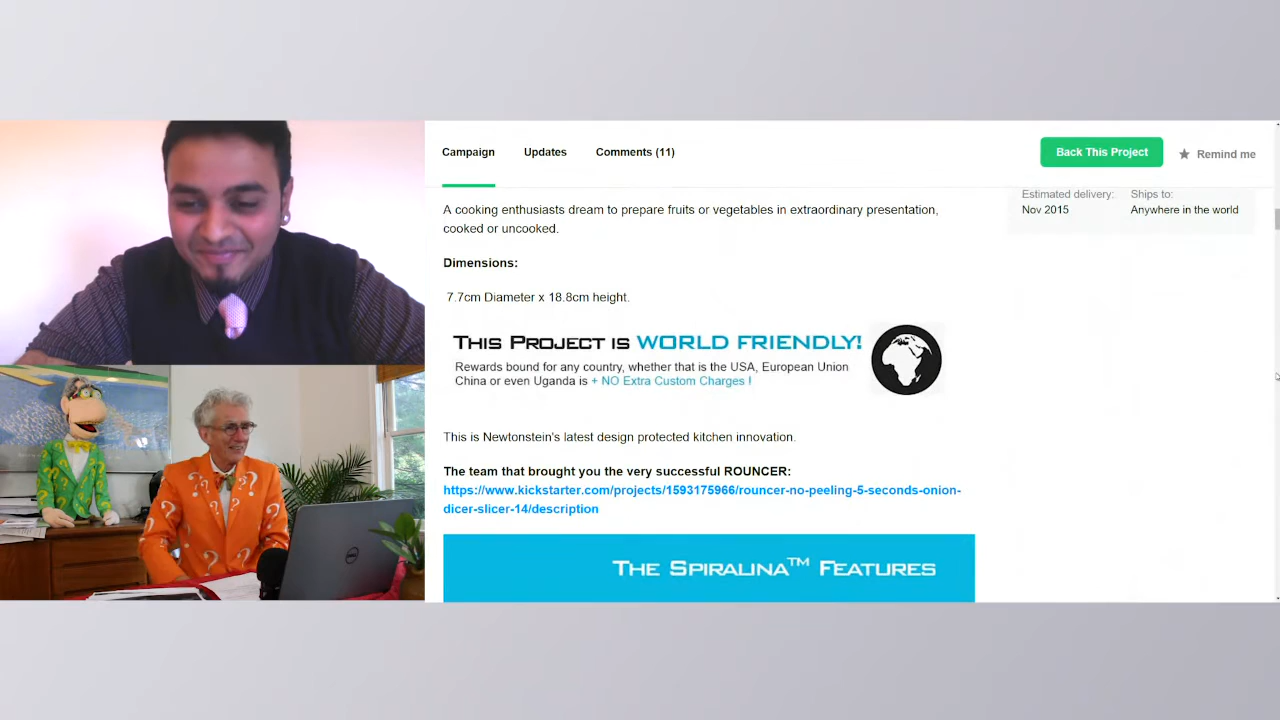 Campaign
Updates
Comments (11)
Back This Project
Remind me
Estimated delivery:
Ships to:
Nov 2015
Anywhere in the world
A cooking enthusiasts dream to prepare fruits or vegetables in extraordinary presentation,
cooked or uncooked.
Dimensions:
7.7cm Diameter x 18.8cm height.
THIS PROJECT IS WORLD FRIENDLY!
Rewards bound for any country, whether that is the USA, European Union
China or even Uganda is + NO Extra Custom Charges !
This is Newtonstein's latest design protected kitchen innovation.
The team that brought you the very successful ROUNCER:
https://www.kickstarter.com/projects/1593175966/rouncer-no-peeling-5-seconds-onion-
dicer-slicer-14/description
THE SPIRALINA™ FEATURES
DELL